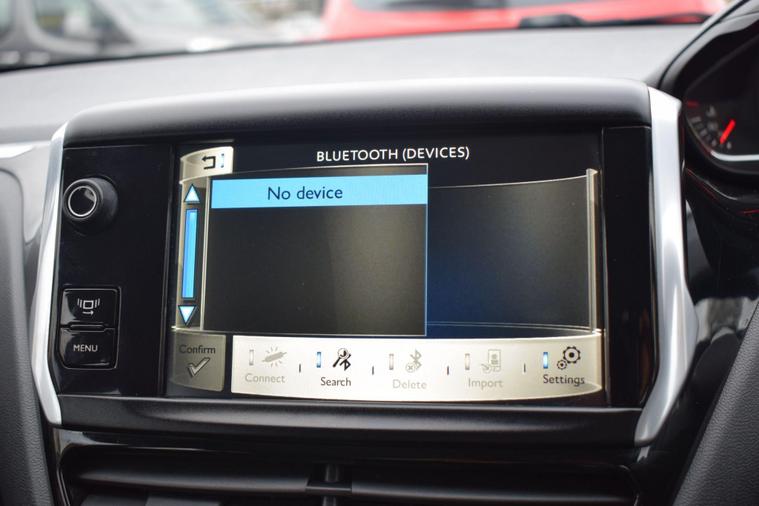 BLUETOOTH (DEVICES)
No device
MENU
Confirm
Connect
Search
Delete
Import
Settings